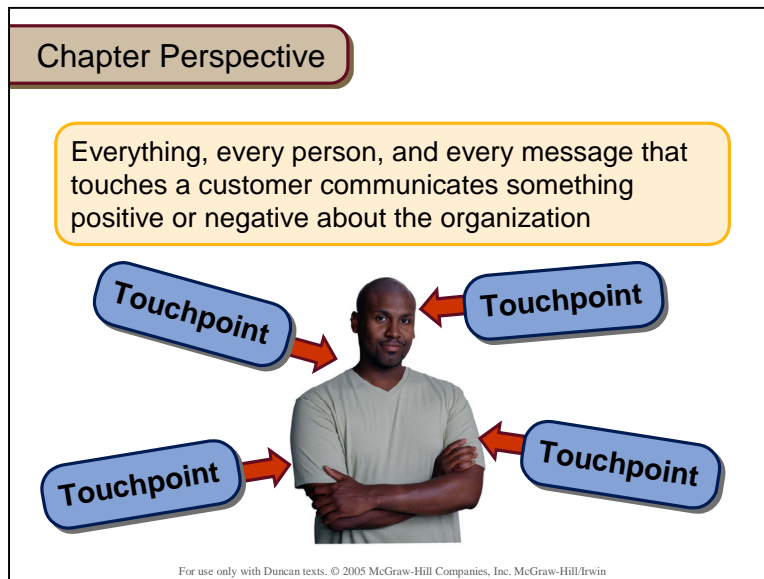 Chapter Perspective
Everything, every person, and every message that
touches a customer communicates something
positive or negative about the organization
Touchpoint
Touchpoint
Touchpoint
Touchpoint
For use only with Duncan texts. © 2005 McGraw-Hill Companies, Inc. McGraw-Hill/Irwin